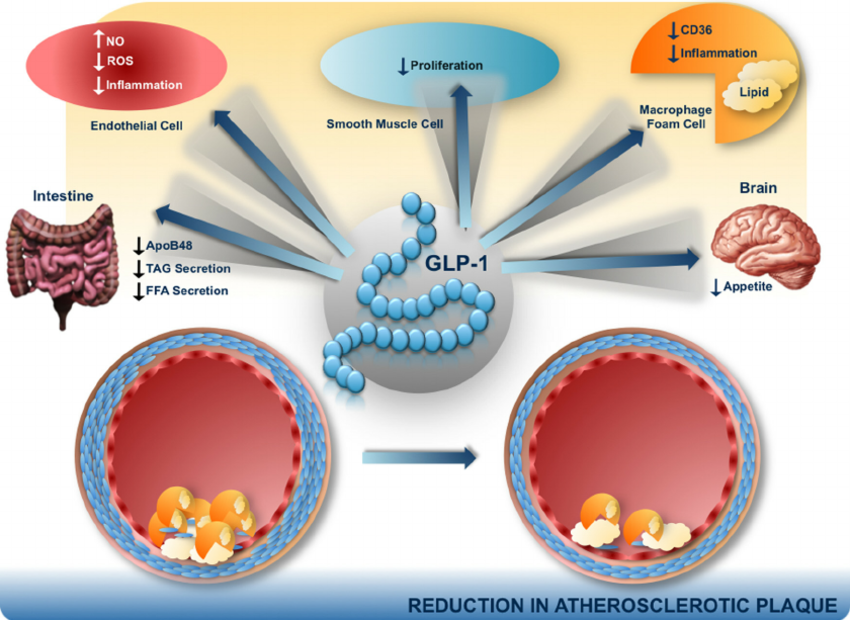 ↑ NO
↓ ROS
↓ Inflammation
Endothelial Cell
↓ Proliferation
Smooth Muscle Cell
↓ CD36
↓ Inflammation
Lipid
Macrophage
Foam Cell
Intestine
↓ ApoB48
↓ TAG Secretion
↓ FFA Secretion
GLP-1
Brain
↓ Appetite
REDUCTION IN ATHEROSCLEROTIC PLAQUE